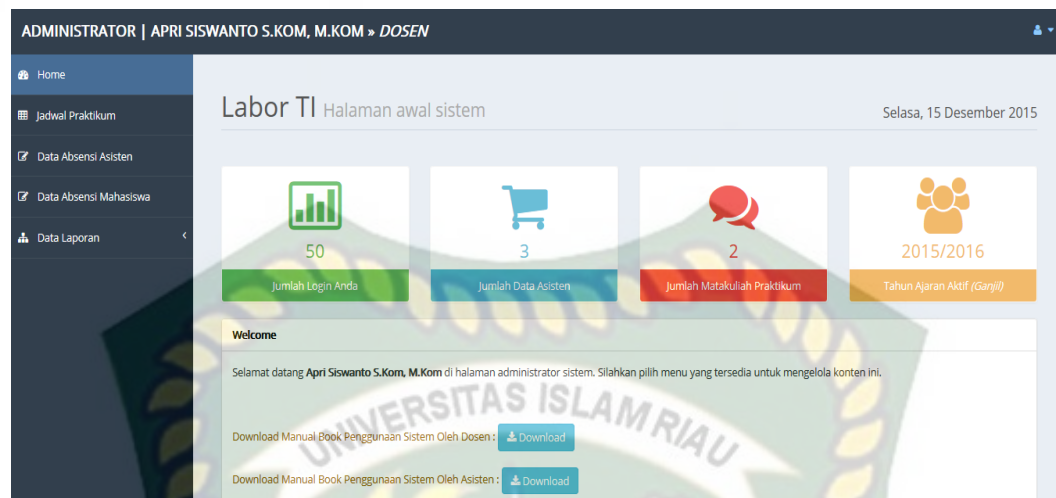 ADMINISTRATOR | APRI SISWANTO S.KOM, M.KOM » DOSEN
Home
Jadwal Praktikum
Data Absensi Asisten
Data Absensi Mahasiswa
Data Laporan
Labor TI Halaman awal sistem
Selasa, 15 Desember 2015
50
Jumlah Login Anda
3
Jumlah Data Asisten
2
Jumlah Matakuliah Praktikum
2015/2016
Tahun Ajaran Aktif (Ganjil)
Welcome
Selamat datang Apri Siswanto S.Kom, M.Kom di halaman administrator sistem. Silahkan pilih menu yang tersedia untuk mengelola konten ini.
UNIVERSITAS ISLAM RIAU
Download Manual Book Penggunaan Sistem Oleh Dosen : Download
Download Manual Book Penggunaan Sistem Oleh Asisten : Download